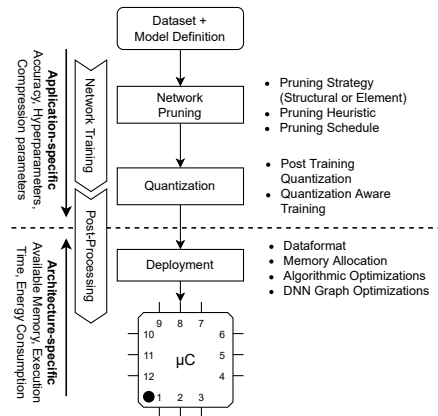 Dataset +
Model Definition
Network
Pruning
• Pruning Strategy
(Structural or Element)
• Pruning Heuristic
• Pruning Schedule
Quantization
• Post Training
Quantization
• Quantization Aware
Training
Deployment
• Dataformat
• Memory Allocation
• Algorithmic Optimizations
• DNN Graph Optimizations
Application-specific
Accuracy, Hyperparameters,
Compression parameters
Network Training
Post-Processing
Architecture-specific
Available Memory, Execution
Time, Energy Consumption
9 8 7
10 6
11 µC 5
12 4
1 2 3